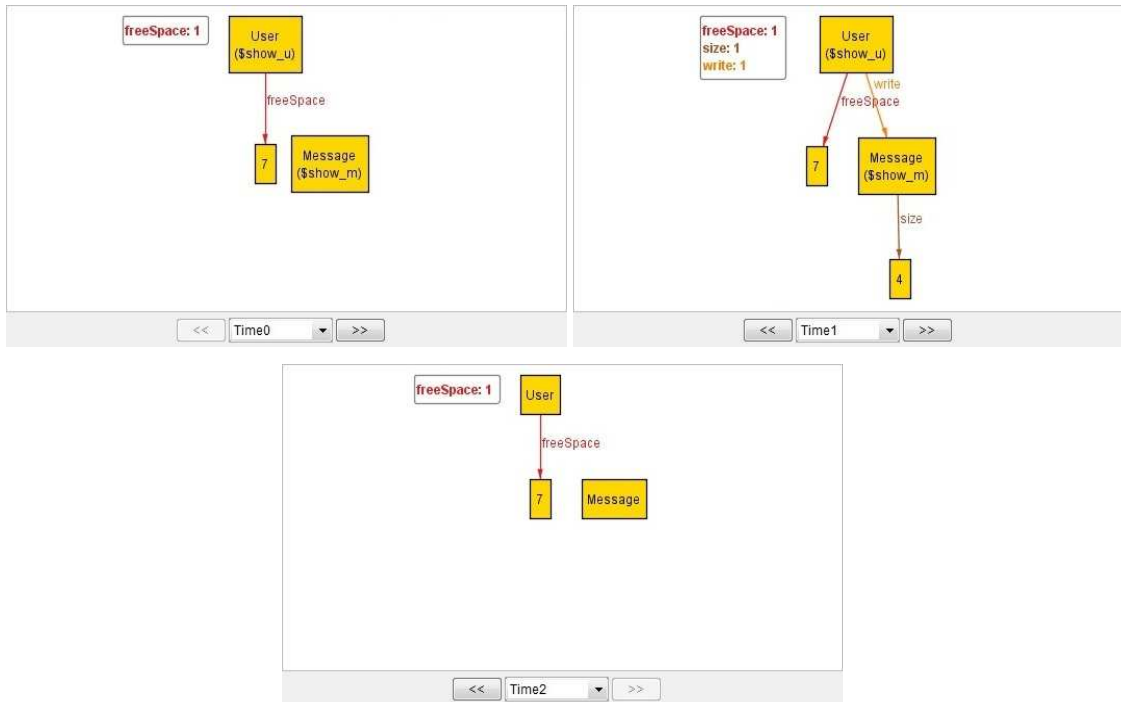 freeSpace: 1
User
($show_u)
freeSpace
7
Message
($show_m)
<<
Time0
>>
freeSpace: 1
size: 1
write: 1
User
($show_u)
write
freeSpace
7
Message
($show_m)
size
4
<<
Time1
>>
freeSpace: 1
User
freeSpace
7
Message
<<
Time2
>>